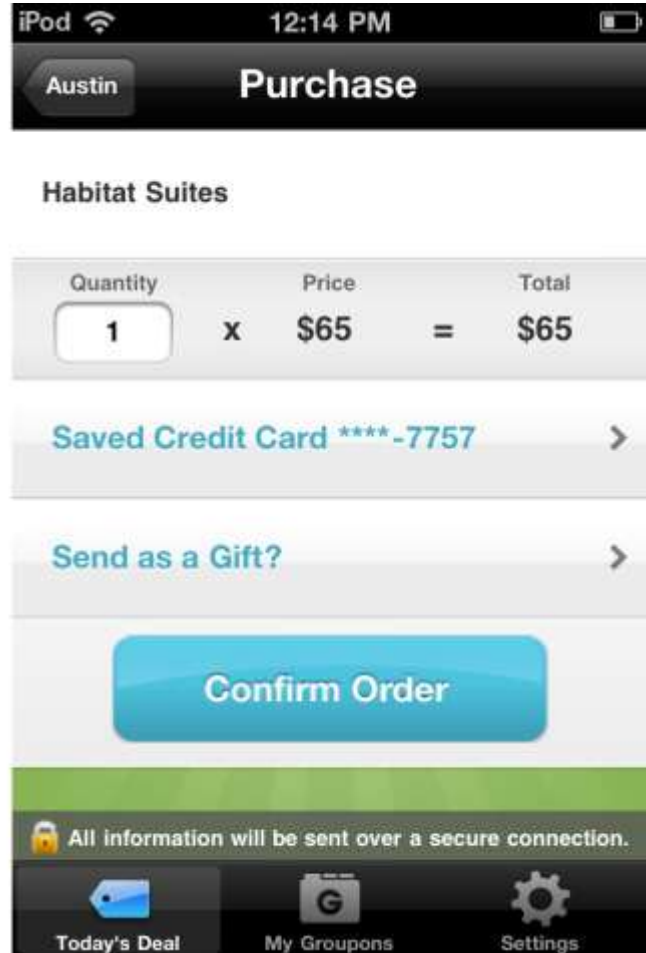 iPod 12:14 PM
Austin Purchase
Habitat Suites
Quantity Price Total
1 x $65 = $65
Saved Credit Card ****-7757
Send as a Gift?
Confirm Order
All information will be sent over a secure connection.
G
Today's Deal My Groupons Settings